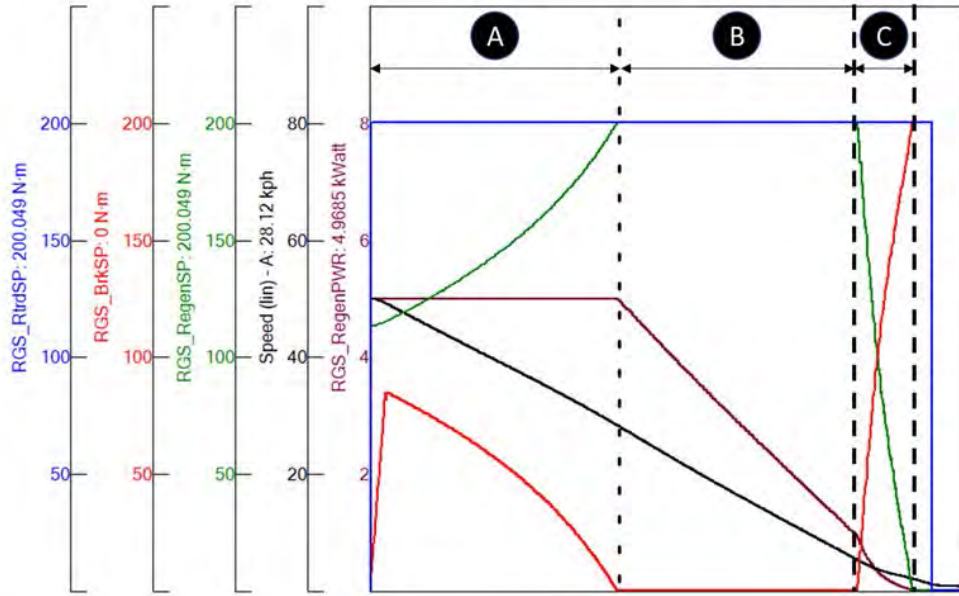 A
B
C
RGS_RtrdSP: 200.049 N·m
200
150
100
50
RGS_BrkSP: 0 N·m
200
150
100
50
RGS_RegenSP: 200.049 N·m
200
150
100
50
Speed (lin) - A: 28.12 kph
80
60
40
20
RGS_RegenPWR: 4.9685 kWatt
8
6
4
2